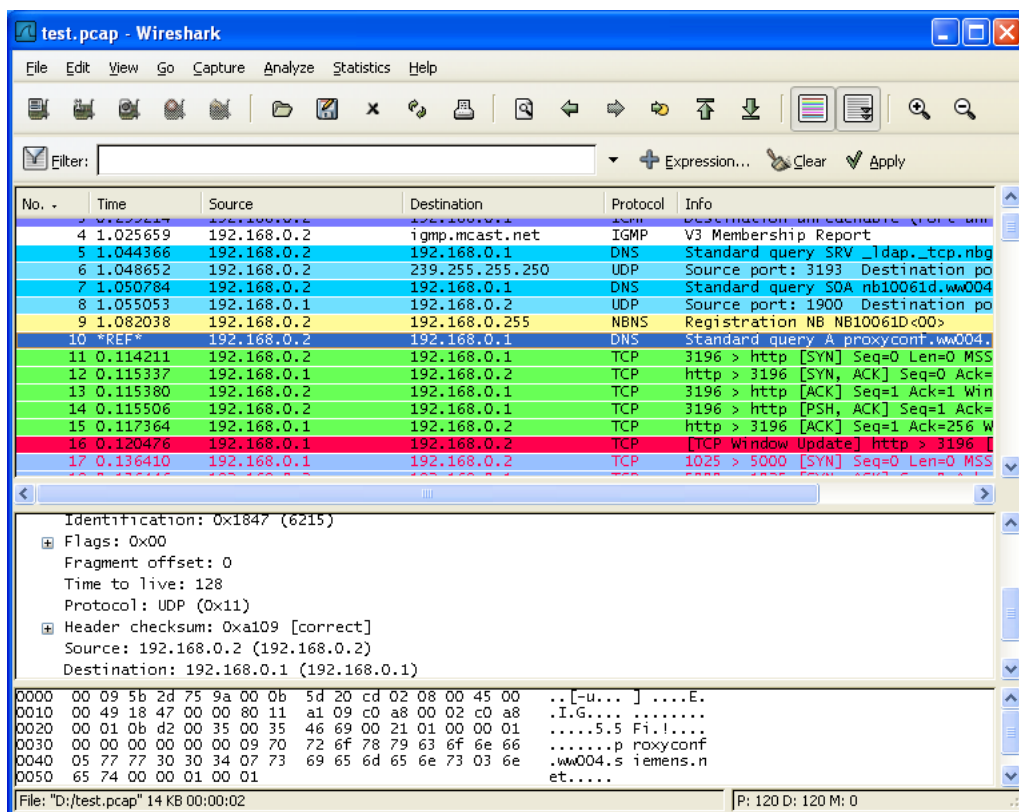 test.pcap - Wireshark
File Edit View Go Capture Analyze Statistics Help
Filter: Expression... Clear Apply
No. - Time Source Destination Protocol Info
4 1.025659 192.168.0.2 igmp.mcast.net IGMP V3 Membership Report
5 1.044366 192.168.0.2 192.168.0.1 DNS Standard query SRV _ldap._tcp.nbg
6 1.048652 192.168.0.2 239.255.255.250 UDP Source port: 3193 Destination po
7 1.050784 192.168.0.2 192.168.0.1 DNS Standard query SOA nb10061d.ww004
8 1.055053 192.168.0.1 192.168.0.2 UDP Source port: 1900 Destination po
9 1.082038 192.168.0.2 192.168.0.255 NBNS Registration NB NB10061D<00>
10 *REF* 192.168.0.2 192.168.0.1 DNS Standard query A proxyconf.ww004.
11 0.114211 192.168.0.2 192.168.0.1 TCP 3196 > http [SYN] Seq=0 Len=0 MSS
12 0.115337 192.168.0.1 192.168.0.2 TCP http > 3196 [SYN, ACK] Seq=0 Ack=
13 0.115380 192.168.0.2 192.168.0.1 TCP 3196 > http [ACK] Seq=1 Ack=1 Win
14 0.115506 192.168.0.2 192.168.0.1 TCP 3196 > http [PSH, ACK] Seq=1 Ack=
15 0.117364 192.168.0.1 192.168.0.2 TCP http > 3196 [ACK] Seq=1 Ack=256 W
16 0.120476 192.168.0.1 192.168.0.2 TCP [TCP Window Update] http > 3196 [
17 0.136410 192.168.0.1 192.168.0.2 TCP 1025 > 5000 [SYN] Seq=0 Len=0 MSS
Identification: 0x1847 (6215)
Flags: 0x00
Fragment offset: 0
Time to live: 128
Protocol: UDP (0x11)
Header checksum: 0xa109 [correct]
Source: 192.168.0.2 (192.168.0.2)
Destination: 192.168.0.1 (192.168.0.1)
0000 00 09 5b 2d 75 9a 00 0b 5d 20 cd 02 08 00 45 00 ..[-u... ] ....E.
0010 00 49 18 47 00 00 80 11 a1 09 c0 a8 00 02 c0 a8 .I.G.... ........
0020 00 01 0b d2 00 35 00 35 46 69 00 21 01 00 00 01 .....5.5 Fi.!....
0030 00 00 00 00 00 00 09 70 72 6f 78 79 63 6f 6e 66 .......p roxyconf
0040 05 77 77 30 30 34 07 73 69 65 6d 65 6e 73 03 6e .ww004.s iemens.n
0050 65 74 00 00 01 00 01 et.....
File: "D:/test.pcap" 14 KB 00:00:02 P: 120 D: 120 M: 0